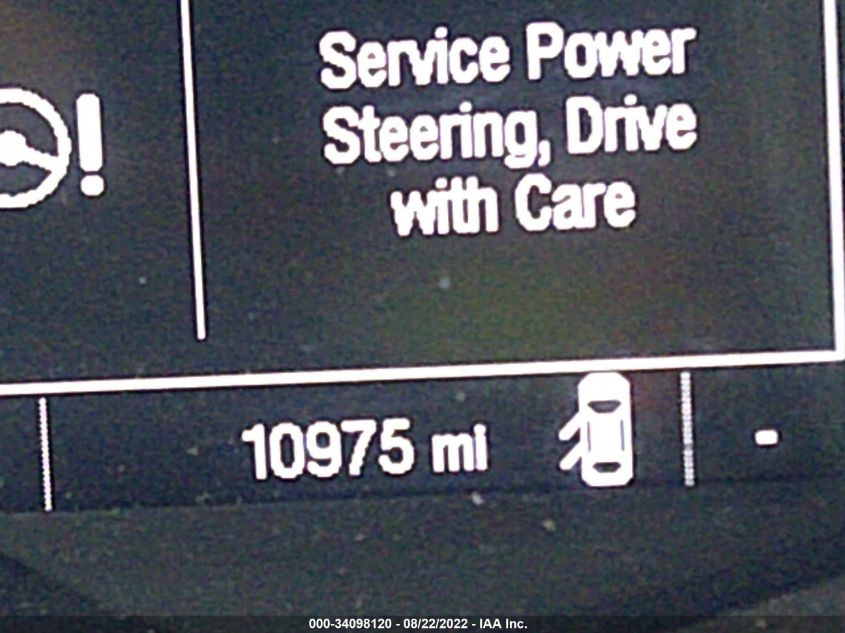 Service Power
Steering, Drive
with Care
10975 mi
-
000-34098120 - 08/22/2022 - IAA Inc.